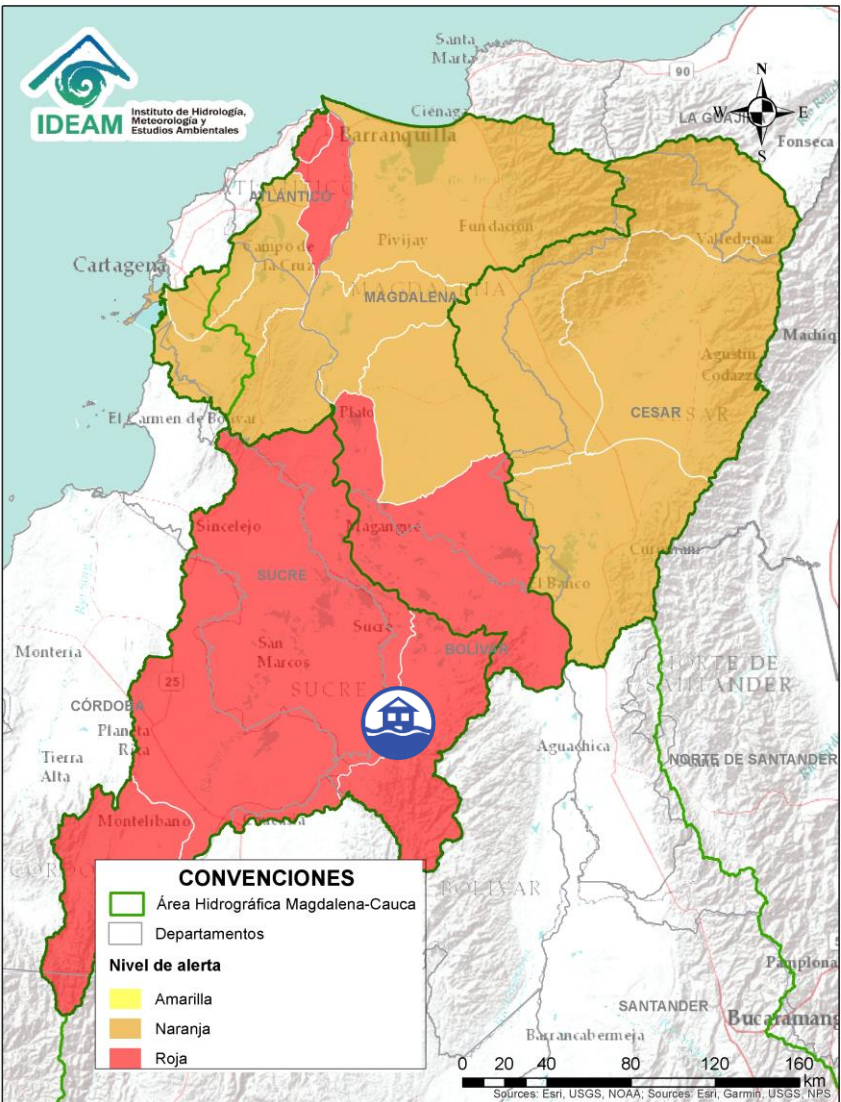 IDEAM
Instituto de Hidrología,
Meteorología y
Estudios Ambientales
Santa
Marta
90
N
W
E
S
Ciénaga
LA GUAJIRA
Fonseca
Barranquilla
ATLÁNTICO
Cartagena
Campo de
la Cruz
Pivijay
Fundación
Valledupar
MAGDALENA
MAGDALENA
Agustín
Codazzi
El Carmen de Bolívar
Plato
CESAR
CESAR
Sincelejo
Magangué
SUCRE
El Banco
Sucre
Montería
San
Marcos
BOLÍVAR
25
SUCRE
NORTE DE
SANTANDER
CÓRDOBA
Planeta
Rica
Tierra
Alta
Aguachica
NORTE DE SANTANDER
Montelibano
BOLÍVAR
CONVENCIONES
Área Hidrográfica Magdalena-Cauca
Departamentos
Nivel de alerta
Amarilla
Naranja
Roja
Pamplona
SANTANDER
Bucaramang
Barrancabermeja
0 20 40 80 120 160
km
Sources: Esri, USGS, NOAA; Sources: Esri, Garmin, USGS, NPS